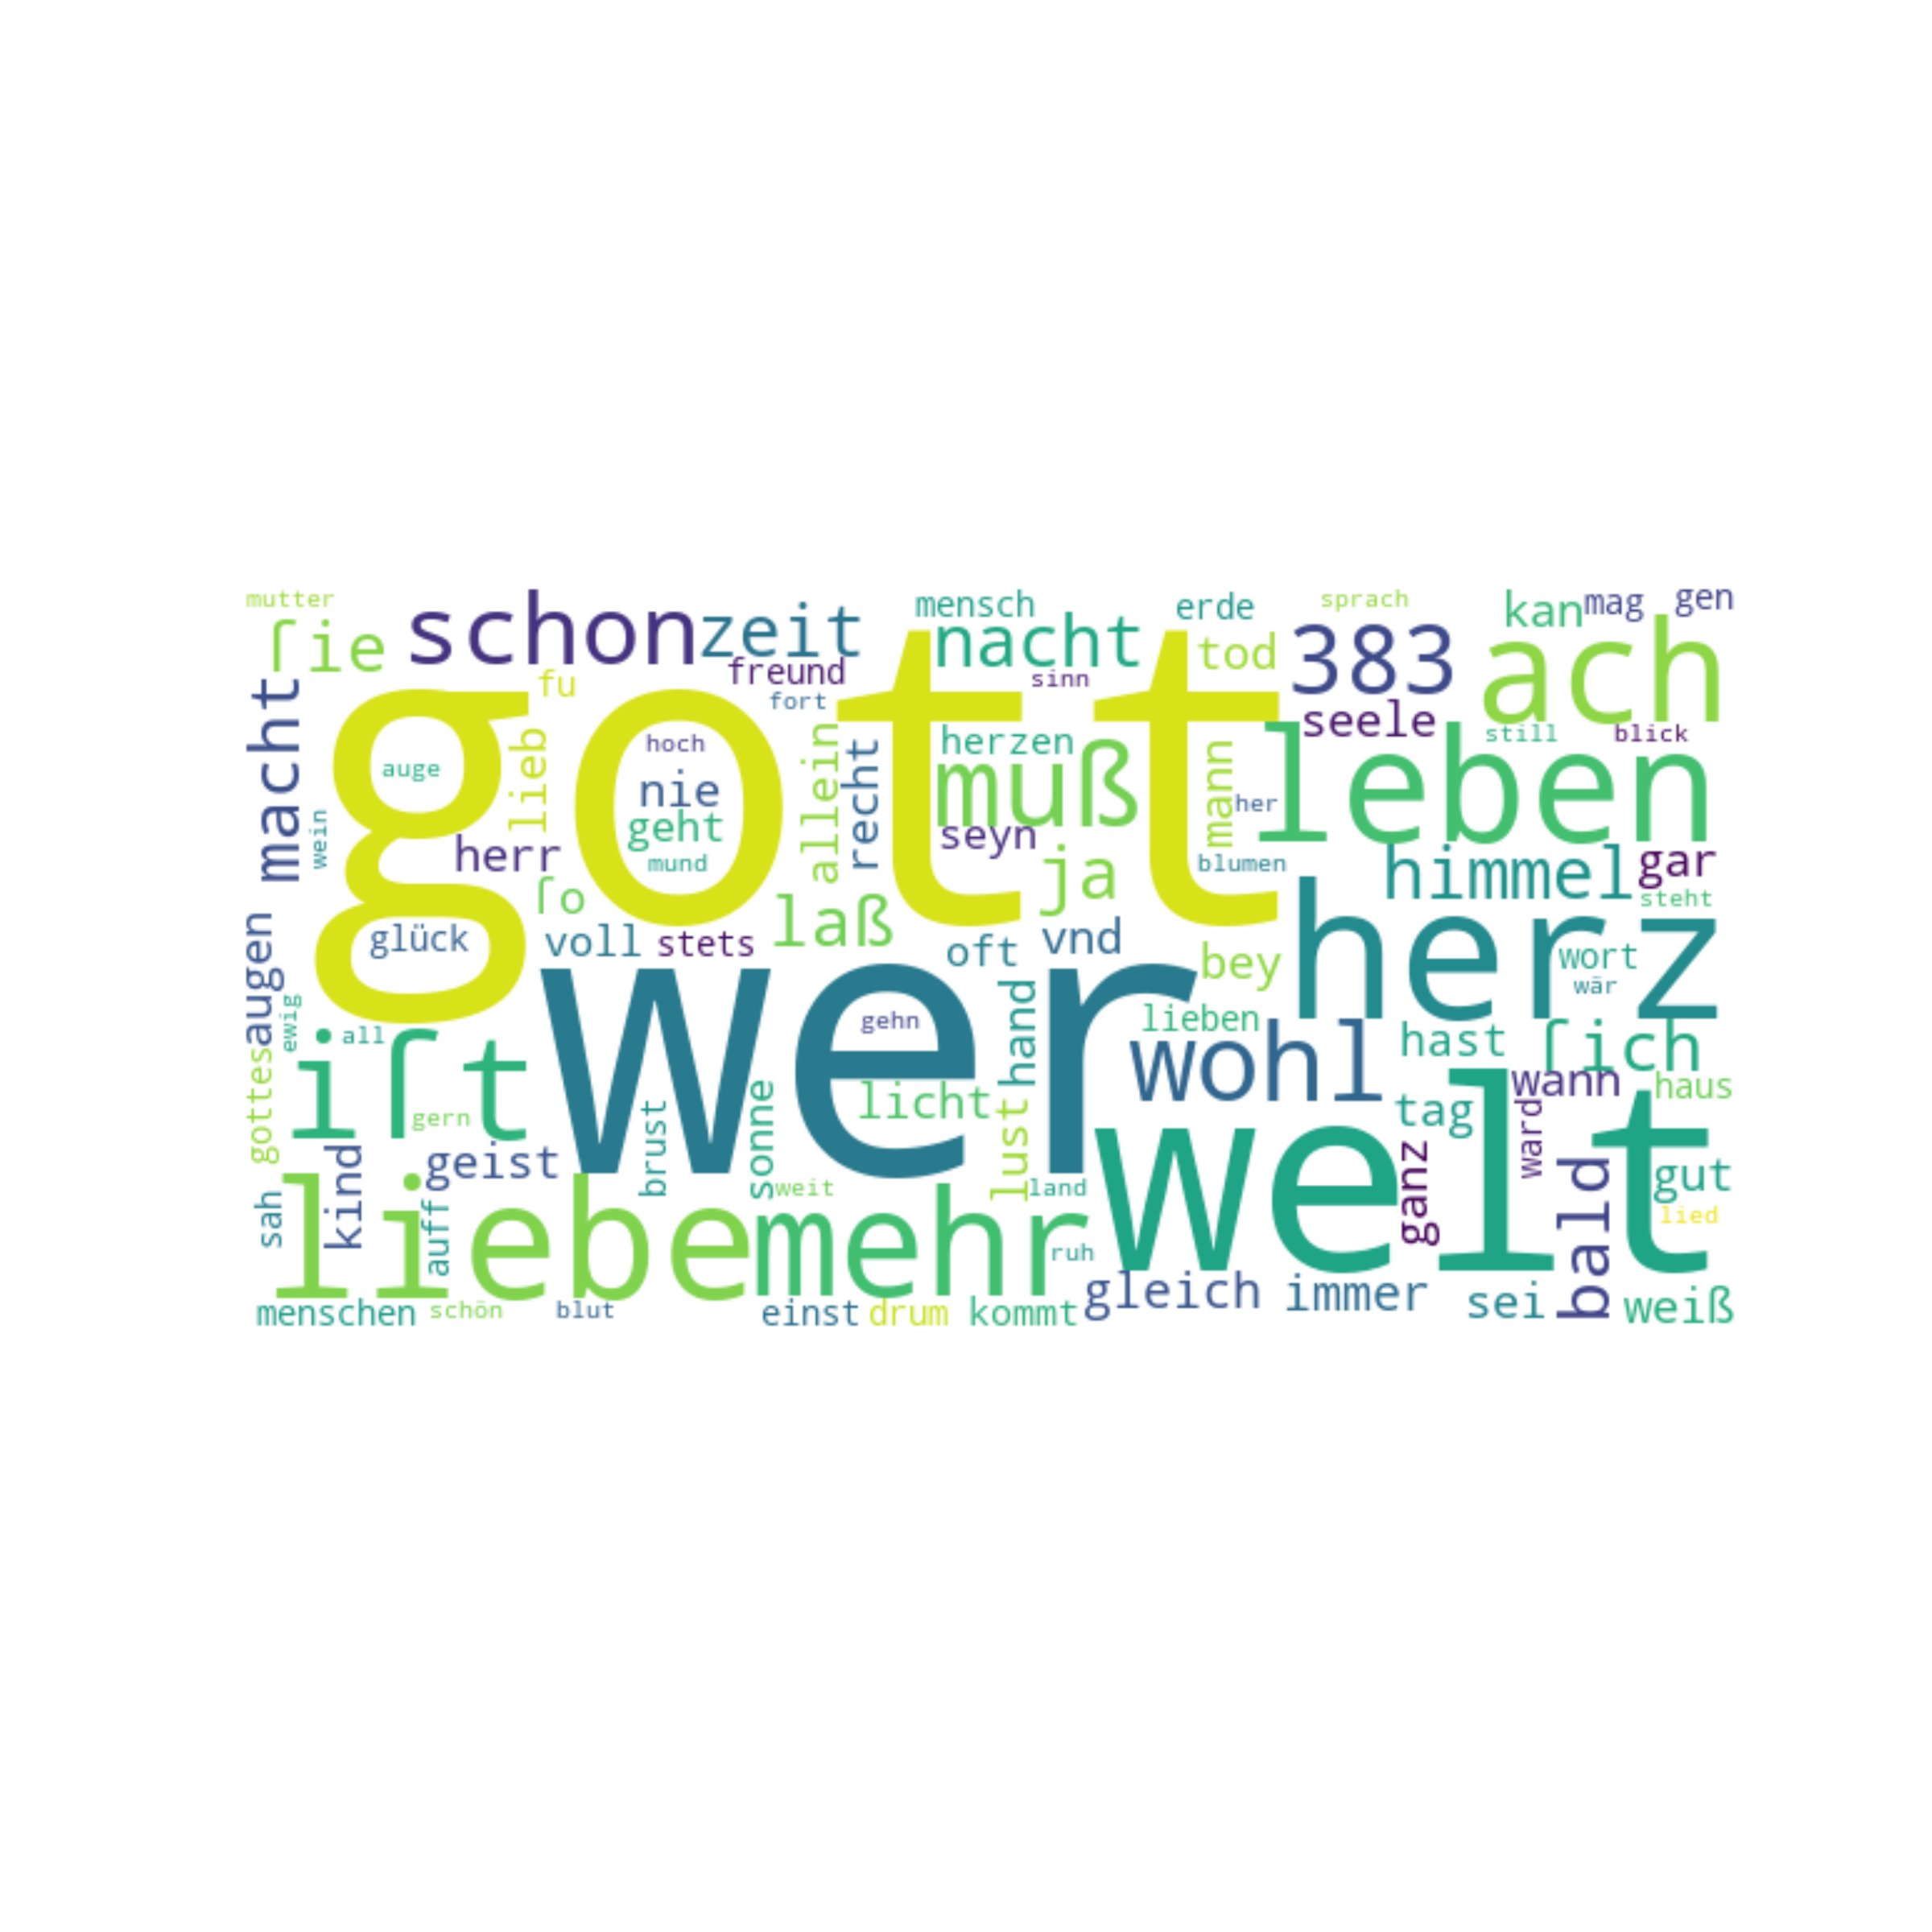 mutter
ſie
schon
zeit
mensch
nacht
erde
tod
sprach
383
kan
mag
gen
ach
freund
sinn
fu
fort
macht
gott
seele
still
blick
hoch
auge
nie
geht
mund
lieb
allein
recht
herzen
muß
mann
her
leben
wein
herr
seyn
ja
blumen
himmel
gar
steht
ſo
laß
glück
voll
stets
oft
vnd
bey
herz
wort
wär
augen
ewig
all
iſt
wer
gehn
hand
lieben
wohl
hast
ſich
gottes
gern
brust
sonne
licht
lust
welt
tag
wann
haus
ward
ganz
bald
gut
lied
geist
kind
sah
auff
liebe
weit
mehr
land
ruh
menschen
schön
blut
einst
drum
kommt
gleich
immer
sei
weiß